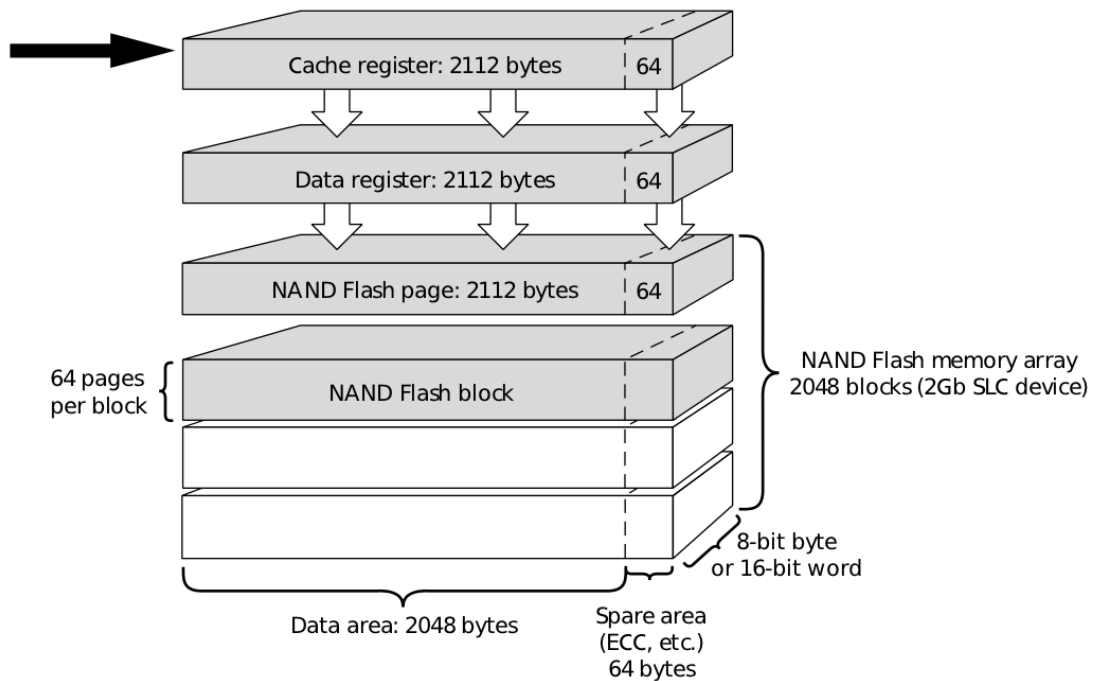 Cache register: 2112 bytes
64
Data register: 2112 bytes
64
NAND Flash page: 2112 bytes
64
64 pages
per block
NAND Flash block
NAND Flash memory array
2048 blocks (2Gb SLC device)
8-bit byte
or 16-bit word
Data area: 2048 bytes
Spare area
(ECC, etc.)
64 bytes